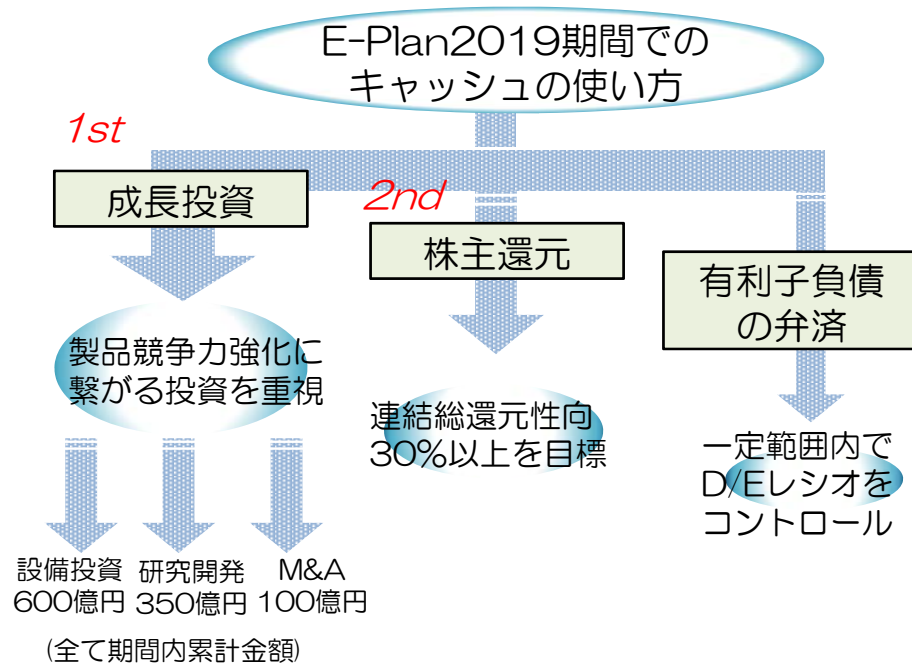 E-Plan2019期間での
キャッシュの使い方
1st
成長投資
2nd
株主還元
有利子負債
の弁済
製品競争力強化に
繋がる投資を重視
連結総還元性向
30%以上を目標
一定範囲内で
D/Eレシオを
コントロール
設備投資
600億円
研究開発
350億円
M&A
100億円
(全て期間内累計金額)